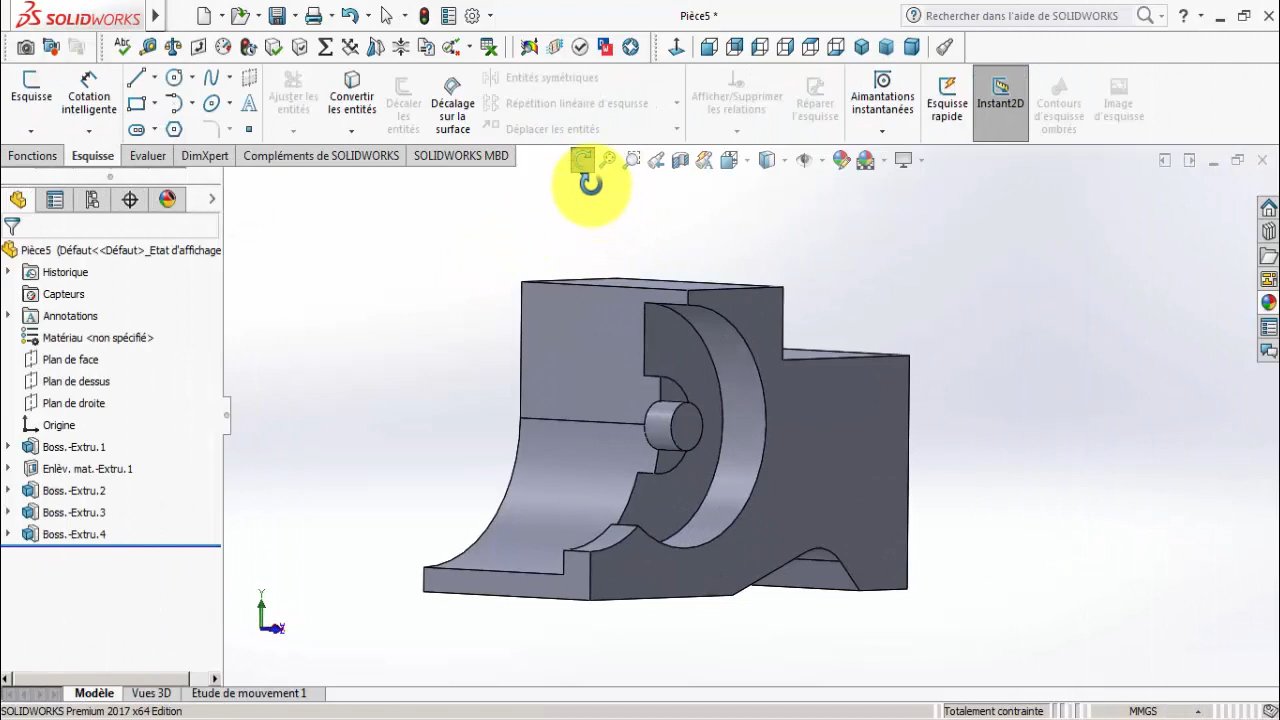 SOLIDWORKS
Pièce5 *
Rechercher dans l'aide de SOLIDWORKS
?
Esquisse
Cotation intelligente
Ajuster les entités
Convertir les entités
Décaler les entités
Décalage sur la surface
Entités symétriques
Répétition linéaire d'esquisse
Déplacer les entités
Afficher/Supprimer les relations
Réparer l'esquisse
Aimantations instantanées
Esquisse rapide
Instant2D
Contours d'esquisse ombrés
Image d'esquisse
Fonctions
Esquisse
Evaluer
DimXpert
Compléments de SOLIDWORKS
SOLIDWORKS MBD
Pièce5 (Défaut<<Défaut>_Etat d'affichage
Historique
Capteurs
Annotations
Matériau <non spécifié>
Plan de face
Plan de dessus
Plan de droite
Origine
Boss.-Extru.1
Enlèv. mat.-Extru.1
Boss.-Extru.2
Boss.-Extru.3
Boss.-Extru.4
Y
Modèle
Vues 3D
Etude de mouvement 1
SOLIDWORKS Premium 2017 x64 Edition
Totalement contrainte
MMGS